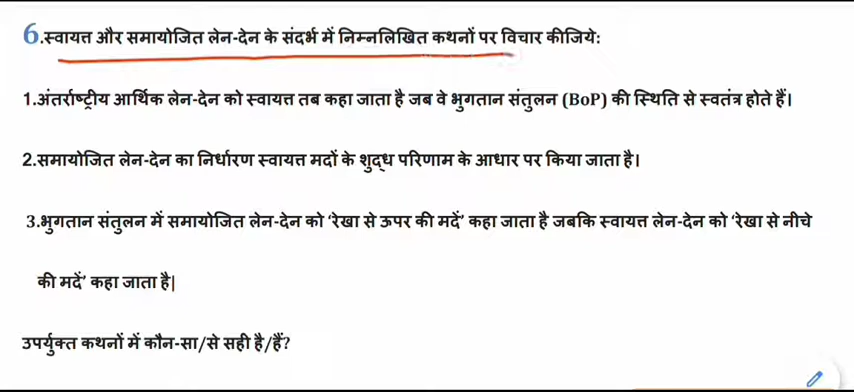 6.स्वायत्त और समायोजित लेन-देन के संदर्भ में निम्नलिखित कथनों पर विचार कीजिये:
1.अंतर्राष्ट्रीय आर्थिक लेन-देन को स्वायत्त तब कहा जाता है जब वे भुगतान संतुलन (BoP) की स्थिति से स्वतंत्र होते हैं।
2.समायोजित लेन-देन का निर्धारण स्वायत्त मदों के शुद्ध परिणाम के आधार पर किया जाता है।
3.भुगतान संतुलन में समायोजित लेन-देन को ‘रेखा से ऊपर की मदें’ कहा जाता है जबकि स्वायत्त लेन-देन को ‘रेखा से नीचे
की मदें’ कहा जाता है|
उपर्युक्त कथनों में कौन-सा/से सही है/हैं?